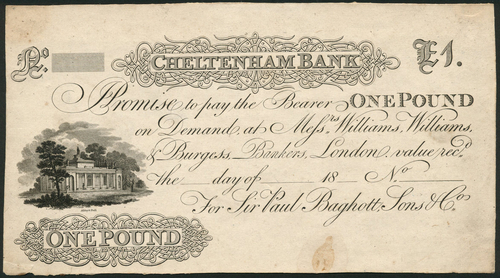 No.
CHELTENHAM BANK
£1.
I Promise to pay the Bearer ONE POUND
on Demand at Messrs Williams, Williams,
& Burgess, Bankers, London, value recd.
the day of 18 No
For Sir Paul Baghott, Sons & Cos
ONE POUND